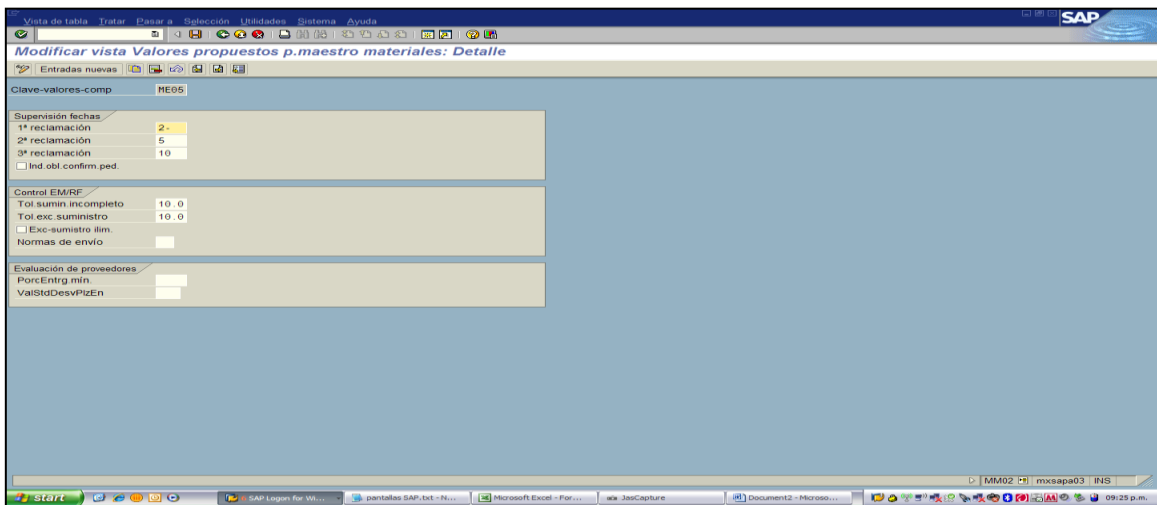 Vista de tabla Tratar Pasar a Selección Utilidades Sistema Ayuda
SAP
Modificar vista Valores propuestos p.maestro materiales: Detalle
Entradas nuevas
Clave-valores-comp ME05
Supervisión fechas
1ª reclamación 2-
2ª reclamación 5
3ª reclamación 10
Ind.obl.confirm.ped.
Control EM/RF
Tol.sumin.incompleto 10.0
Tol.exc.suministro 10.0
Exc-sumistro ilim.
Normas de envío
Evaluación de proveedores
PorcEntrg.mín.
ValStdDesvPlzEn
MM02 mxsapa03 INS
start SAP Logon for Wi... pantallas SAP.txt - N... Microsoft Excel - For... JasCapture Document2 - Microso... 09:25 p.m.